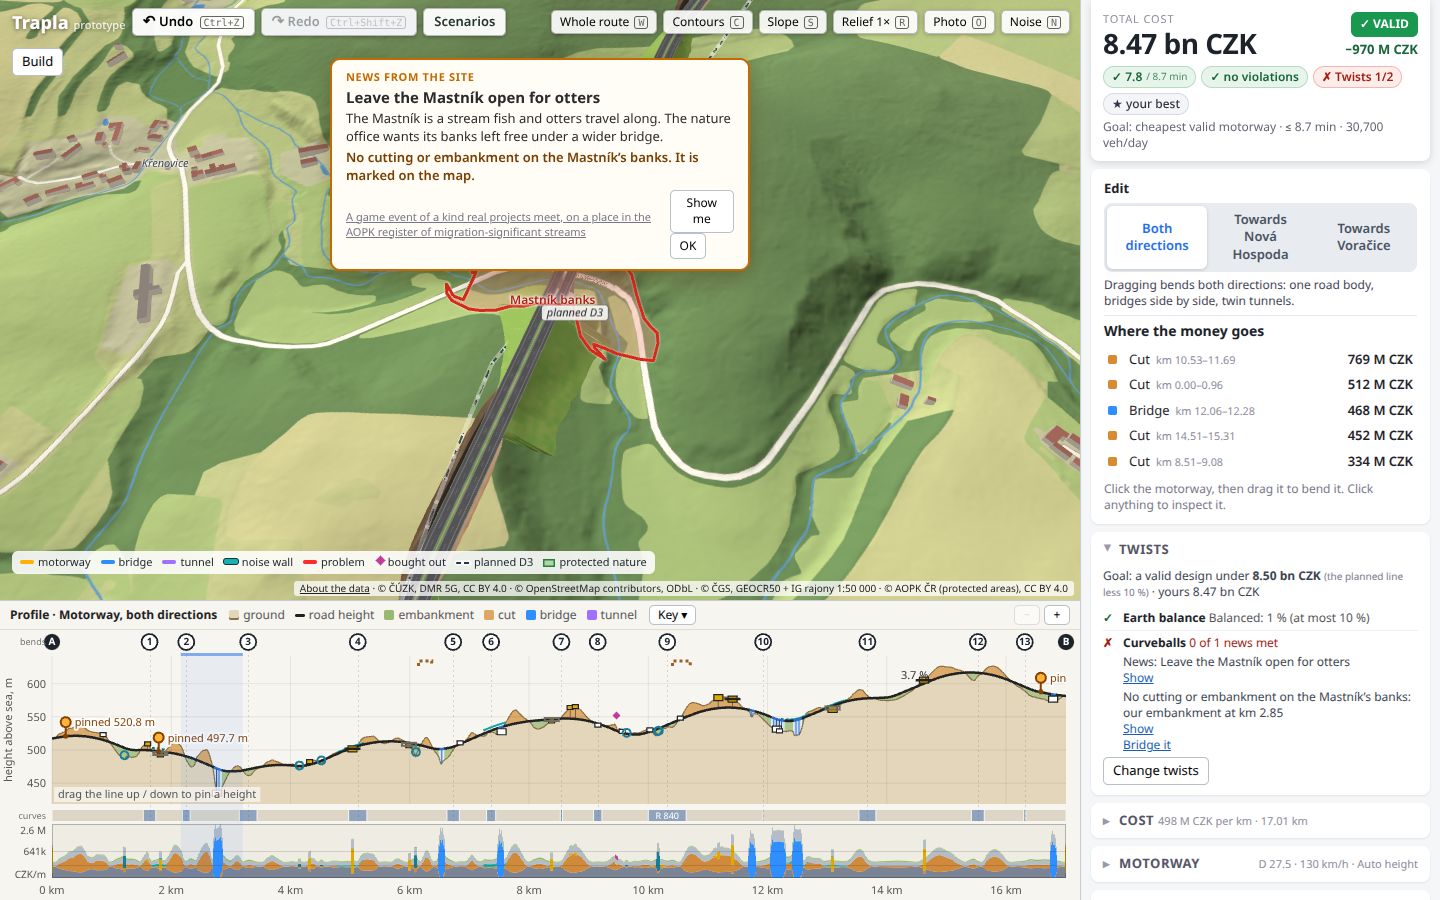 Trapla prototype
↶ Undo Ctrl+Z
↷ Redo Ctrl+Shift+Z
Scenarios
Whole route W
Contours C
Slope S
Relief 1× R
Photo O
Noise N
Build
NEWS FROM THE SITE
Leave the Mastník open for otters
The Mastník is a stream fish and otters travel along. The nature
office wants its banks left free under a wider bridge.
No cutting or embankment on the Mastník's banks. It is
marked on the map.
A game event of a kind real projects meet, on a place in the
AOPK register of migration-significant streams
Show
me
OK
Křenovice
Mastník banks
planned D3
motorway
bridge
tunnel
noise wall
problem
bought out
planned D3
protected nature
About the data · © ČÚZK, DMR 5G, CC BY 4.0 · © OpenStreetMap contributors, ODbL · © ČGS, GEOCR50 + IG rajony 1:50 000 · © AOPK ČR (protected areas), CC BY 4.0
Profile · Motorway, both directions
ground
road height
embankment
cut
bridge
tunnel
Key ▾
−
+
bends A 1 2 3 4 5 6 7 8 9 10 11 12 13 B
height above sea, m
600
550
500
450
pinned 520.8 m
pinned 497.7 m
3.7 %
pin
drag the line up / down to pin a height
curves
R 840
2.6 M
641k
CZK/m
0 km 2 km 4 km 6 km 8 km 10 km 12 km 14 km 16 km
TOTAL COST
8.47 bn CZK
✓ VALID
−970 M CZK
✓ 7.8 / 8.7 min
✓ no violations
✗ Twists 1/2
★ your best
Goal: cheapest valid motorway · ≤ 8.7 min · 30,700
veh/day
Edit
Both
directions
Towards
Nová
Hospoda
Towards
Voračice
Dragging bends both directions: one road body,
bridges side by side, twin tunnels.
Where the money goes
Cut km 10.53–11.69 769 M CZK
Cut km 0.00–0.96 512 M CZK
Bridge km 12.06–12.28 468 M CZK
Cut km 14.51–15.31 452 M CZK
Cut km 8.51–9.08 334 M CZK
Click the motorway, then drag it to bend it. Click
anything to inspect it.
▼ TWISTS
Goal: a valid design under 8.50 bn CZK (the planned line
less 10 %) · yours 8.47 bn CZK
✓ Earth balance Balanced: 1 % (at most 10 %)
✗ Curveballs 0 of 1 news met
News: Leave the Mastník open for otters
Show
No cutting or embankment on the Mastník's banks:
our embankment at km 2.85
Show
Bridge it
Change twists
▶ COST 498 M CZK per km · 17.01 km
▶ MOTORWAY D 27.5 · 130 km/h · Auto height